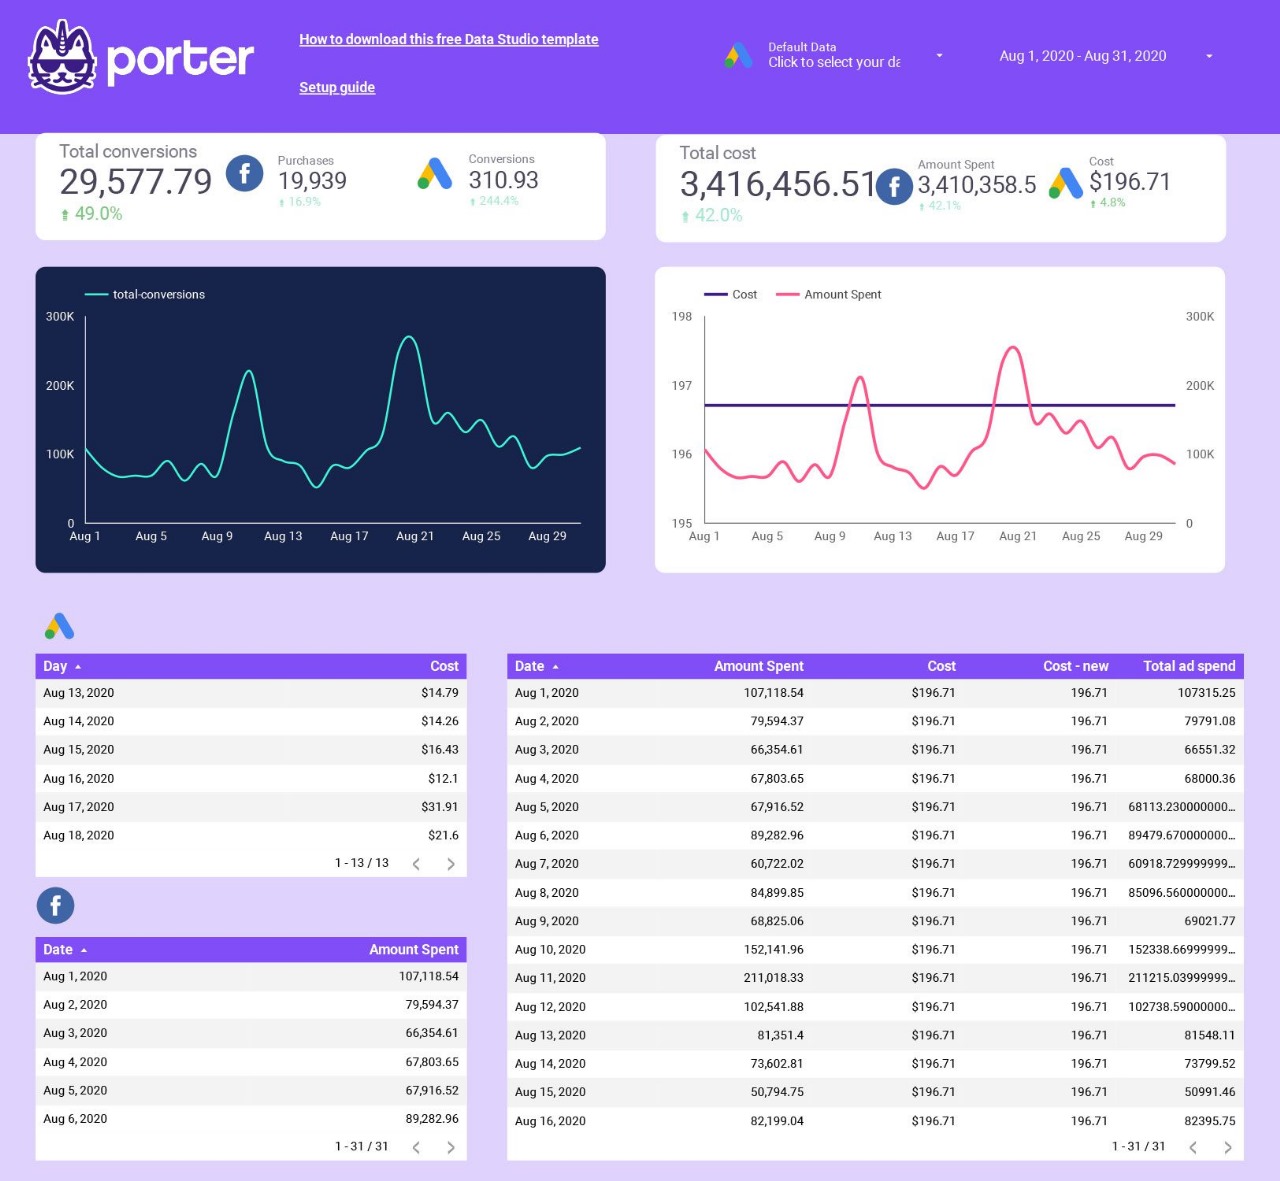 porter
How to download this free Data Studio template
Setup guide
Default Data
Click to select your da
Aug 1, 2020 - Aug 31, 2020
Total conversions
29,577.79
49.0%
Purchases
19,939
16.9%
Conversions
310.93
244.4%
Total cost
3,416,456.51
42.0%
Amount Spent
3,410,358.5
42.1%
Cost
$196.71
4.8%
total-conversions
300K
200K
100K
0
Aug 1 Aug 5 Aug 9 Aug 13 Aug 17 Aug 21 Aug 25 Aug 29
Cost Amount Spent
198 300K
197 200K
196 100K
195 0
Aug 1 Aug 5 Aug 9 Aug 13 Aug 17 Aug 21 Aug 25 Aug 29
Day Cost
Aug 13, 2020 $14.79
Aug 14, 2020 $14.26
Aug 15, 2020 $16.43
Aug 16, 2020 $12.1
Aug 17, 2020 $31.91
Aug 18, 2020 $21.6
1 - 13 / 13
Date Amount Spent
Aug 1, 2020 107,118.54
Aug 2, 2020 79,594.37
Aug 3, 2020 66,354.61
Aug 4, 2020 67,803.65
Aug 5, 2020 67,916.52
Aug 6, 2020 89,282.96
1 - 31 / 31
Date Amount Spent Cost Cost - new Total ad spend
Aug 1, 2020 107,118.54 $196.71 196.71 107315.25
Aug 2, 2020 79,594.37 $196.71 196.71 79791.08
Aug 3, 2020 66,354.61 $196.71 196.71 66551.32
Aug 4, 2020 67,803.65 $196.71 196.71 68000.36
Aug 5, 2020 67,916.52 $196.71 196.71 68113.230000000…
Aug 6, 2020 89,282.96 $196.71 196.71 89479.670000000…
Aug 7, 2020 60,722.02 $196.71 196.71 60918.729999999…
Aug 8, 2020 84,899.85 $196.71 196.71 85096.560000000…
Aug 9, 2020 68,825.06 $196.71 196.71 69021.77
Aug 10, 2020 152,141.96 $196.71 196.71 152338.66999999…
Aug 11, 2020 211,018.33 $196.71 196.71 211215.03999999…
Aug 12, 2020 102,541.88 $196.71 196.71 102738.59000000…
Aug 13, 2020 81,351.4 $196.71 196.71 81548.11
Aug 14, 2020 73,602.81 $196.71 196.71 73799.52
Aug 15, 2020 50,794.75 $196.71 196.71 50991.46
Aug 16, 2020 82,199.04 $196.71 196.71 82395.75
1 - 31 / 31